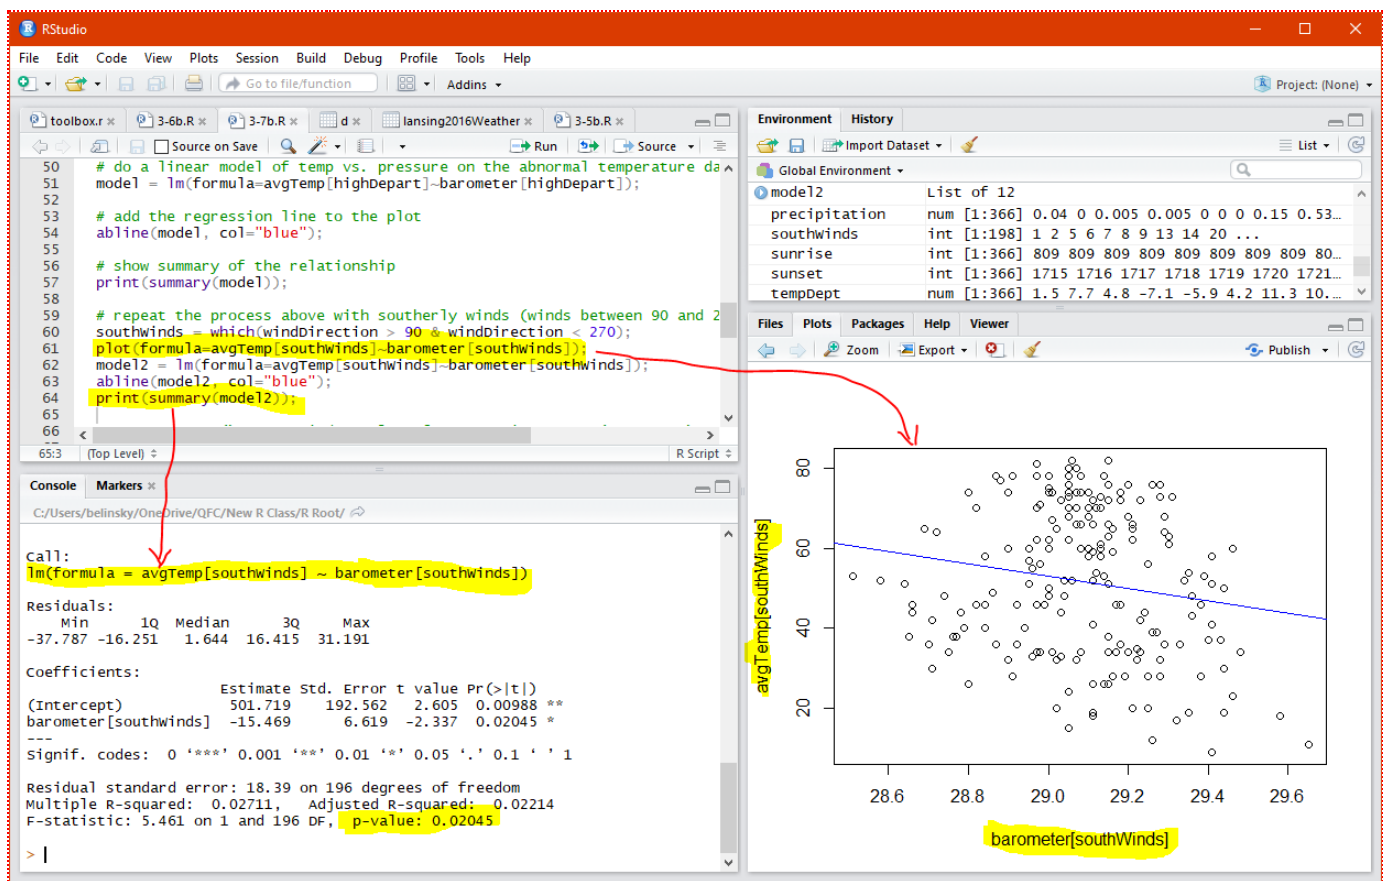 RStudio
File Edit Code View Plots Session Build Debug Profile Tools Help
Go to file/function Addins Project: (None)
toolbox.r 3-6b.R 3-7b.R d lansing2016Weather 3-5b.R
Source on Save Run Source
50 # do a linear model of temp vs. pressure on the abnormal temperature da
51 model = lm(formula=avgTemp[highDepart]~barometer[highDepart]);
52
53 # add the regression line to the plot
54 abline(model, col="blue");
55
56 # show summary of the relationship
57 print(summary(model));
58
59 # repeat the process above with southerly winds (winds between 90 and 2
60 southWinds = which(windDirection > 90 & windDirection < 270);
61 plot(formula=avgTemp[southWinds]~barometer[southWinds]);
62 model2 = lm(formula=avgTemp[southWinds]~barometer[southWinds]);
63 abline(model2, col="blue");
64 print(summary(model2));
65
66
65:3 (Top Level) R Script
Console Markers
C:/Users/belinsky/OneDrive/QFC/New R Class/R Root/
Call:
lm(formula = avgTemp[southWinds] ~ barometer[southWinds])
Residuals:
Min 1Q Median 3Q Max
-37.787 -16.251 1.644 16.415 31.191
Coefficients:
Estimate Std. Error t value Pr(>|t|)
(Intercept) 501.719 192.562 2.605 0.00988 **
barometer[southWinds] -15.469 6.619 -2.337 0.02045 *
---
Signif. codes: 0 ‘***’ 0.001 ‘**’ 0.01 ‘*’ 0.05 ‘.’ 0.1 ‘ ’ 1
Residual standard error: 18.39 on 196 degrees of freedom
Multiple R-squared: 0.02711, Adjusted R-squared: 0.02214
F-statistic: 5.461 on 1 and 196 DF, p-value: 0.02045
>
Environment History
Import Dataset List
Global Environment
model2 List of 12
precipitation num [1:366] 0.04 0 0.005 0.005 0 0 0 0.15 0.53…
southWinds int [1:198] 1 2 5 6 7 8 9 13 14 20 ...
sunrise int [1:366] 809 809 809 809 809 809 809 809 80…
sunset int [1:366] 1715 1716 1717 1718 1719 1720 1721…
tempDept num [1:366] 1.5 7.7 4.8 -7.1 -5.9 4.2 11.3 10.…
Files Plots Packages Help Viewer
Zoom Export Publish
avgTemp[southWinds]
80
60
40
20
28.6 28.8 29.0 29.2 29.4 29.6
barometer[southWinds]